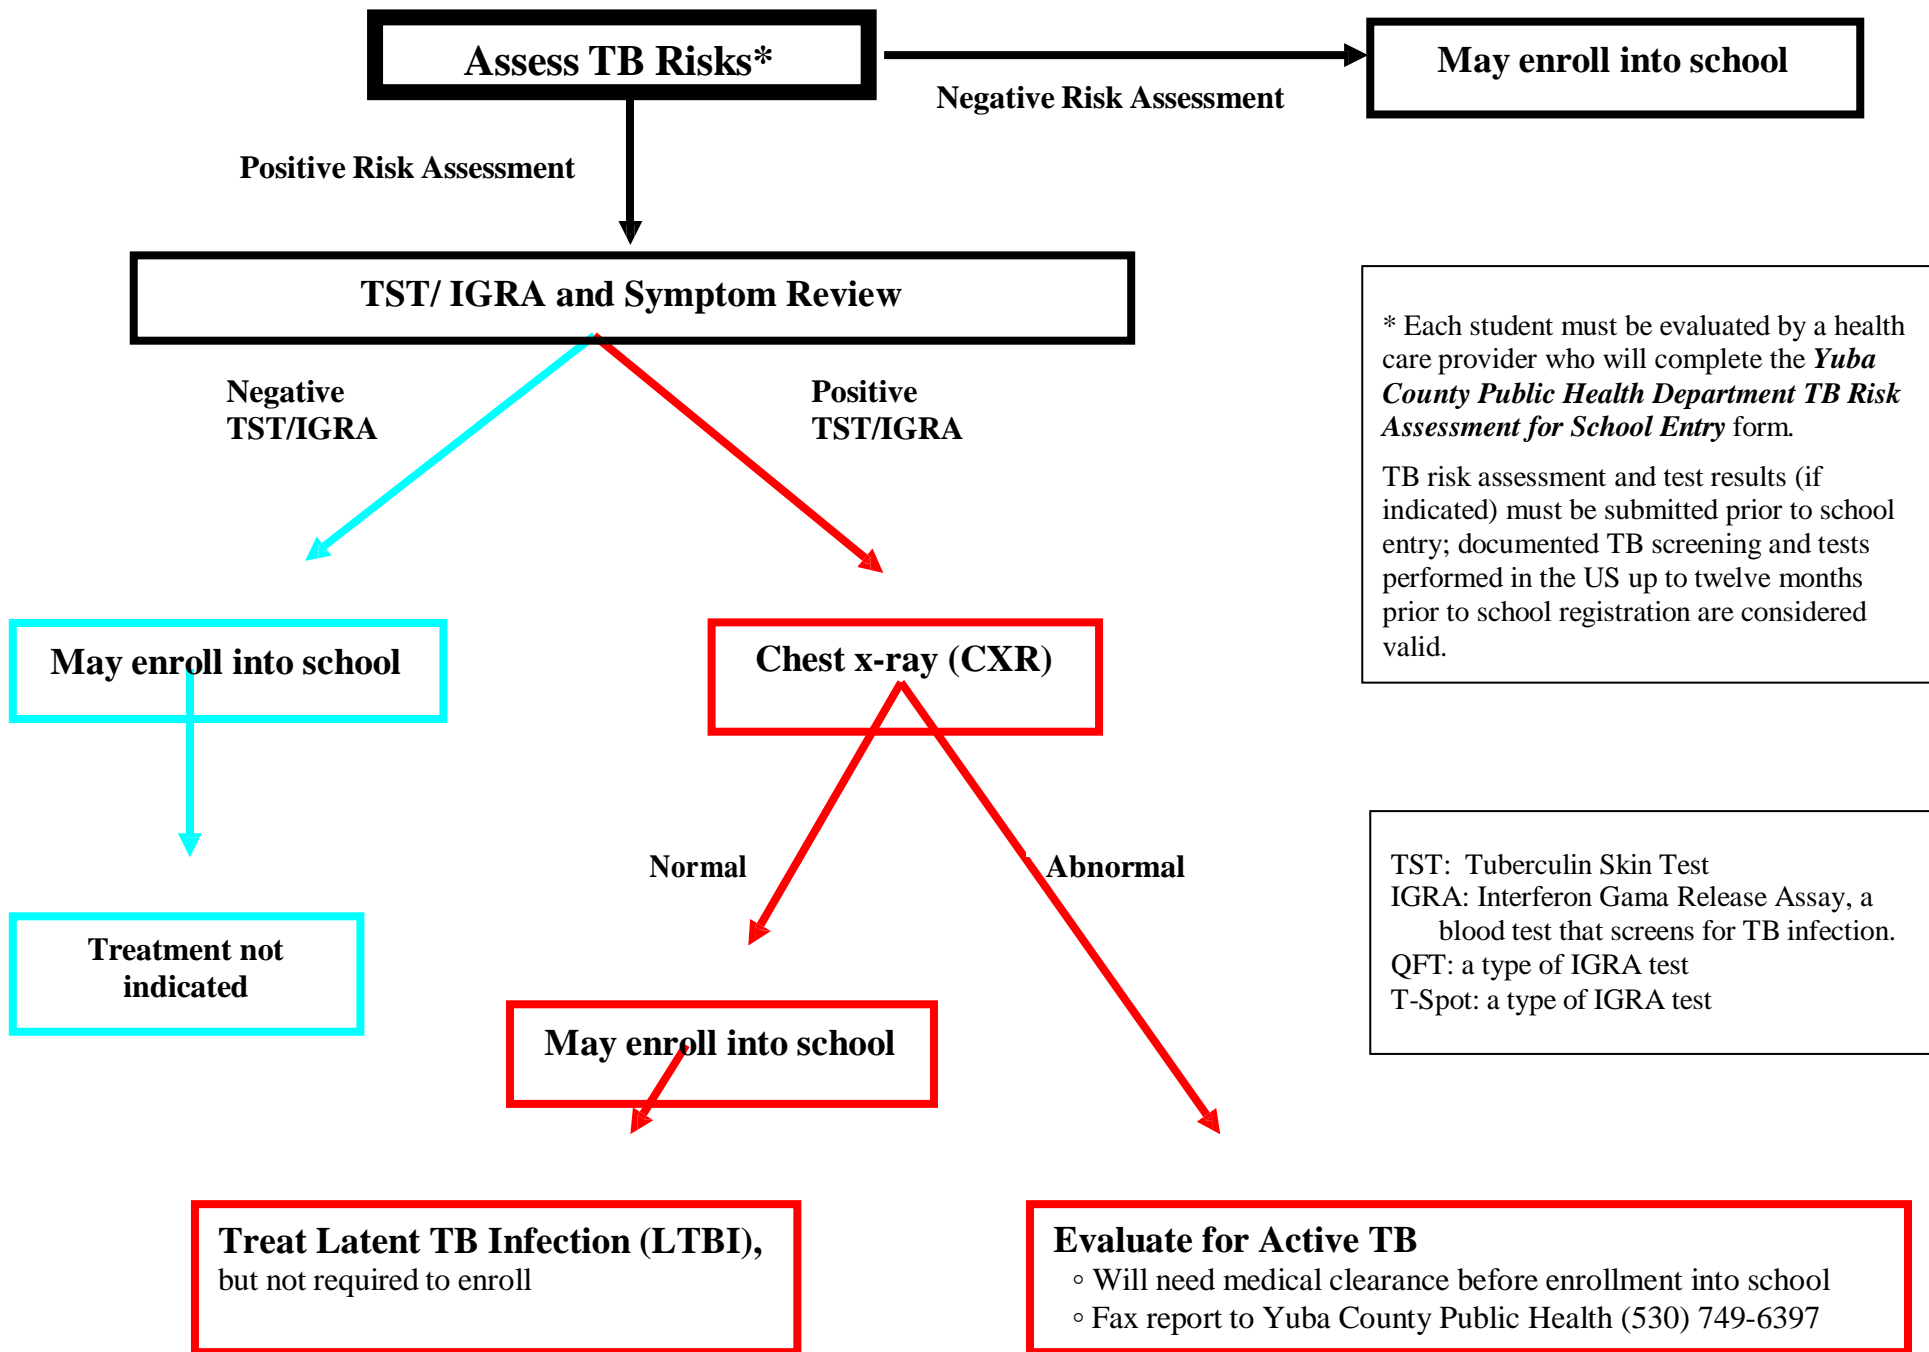 Assess TB Risks*
May enroll into school
Negative Risk Assessment
Positive Risk Assessment
TST/ IGRA and Symptom Review
Negative
TST/IGRA
Positive
TST/IGRA
* Each student must be evaluated by a health
care provider who will complete the Yuba
County Public Health Department TB Risk
Assessment for School Entry form.
TB risk assessment and test results (if
indicated) must be submitted prior to school
entry; documented TB screening and tests
performed in the US up to twelve months
prior to school registration are considered
valid.
May enroll into school
Chest x-ray (CXR)
Normal
Abnormal
TST:  Tuberculin Skin Test
IGRA: Interferon Gama Release Assay, a
blood test that screens for TB infection.
QFT: a type of IGRA test
T-Spot: a type of IGRA test
Treatment not
indicated
May enroll into school
Treat Latent TB Infection (LTBI),
but not required to enroll
Evaluate for Active TB
◦ Will need medical clearance before enrollment into school
◦ Fax report to Yuba County Public Health (530) 749-6397